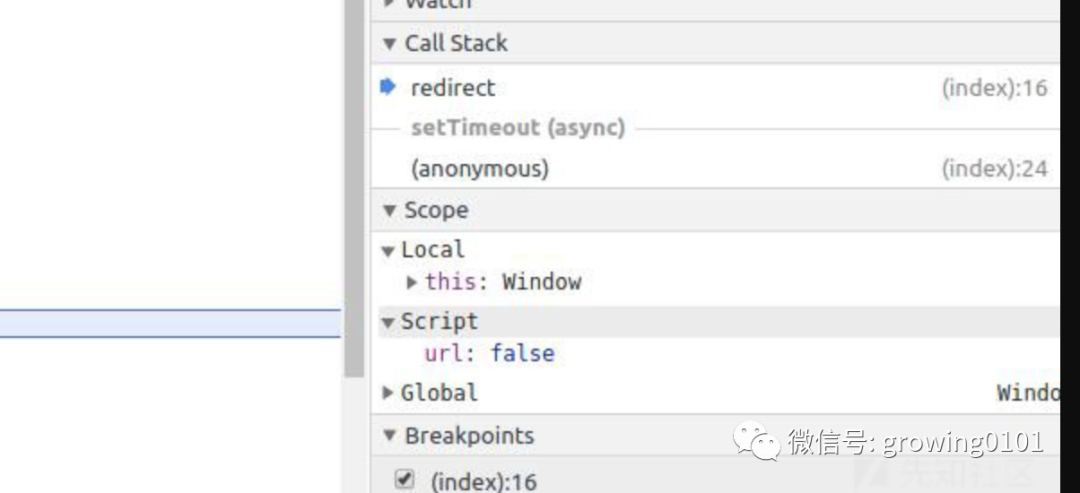 Watch
Call Stack
redirect (index):16
setTimeout (async)
(anonymous) (index):24
Scope
Local
this: Window
Script
url: false
Global Windo
Breakpoints
微信号: growing0101
(index):16
先知社区